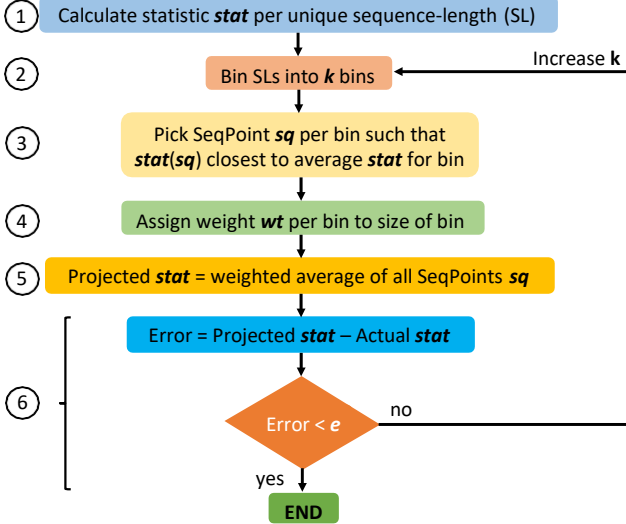 1 Calculate statistic stat per unique sequence-length (SL)
Increase k
2 Bin SLs into k bins
Pick SeqPoint sq per bin such that
3
stat(sq) closest to average stat for bin
4 Assign weight wt per bin to size of bin
5 Projected stat = weighted average of all SeqPoints sq
Error = Projected stat – Actual stat
6 Error < e
no
yes
END